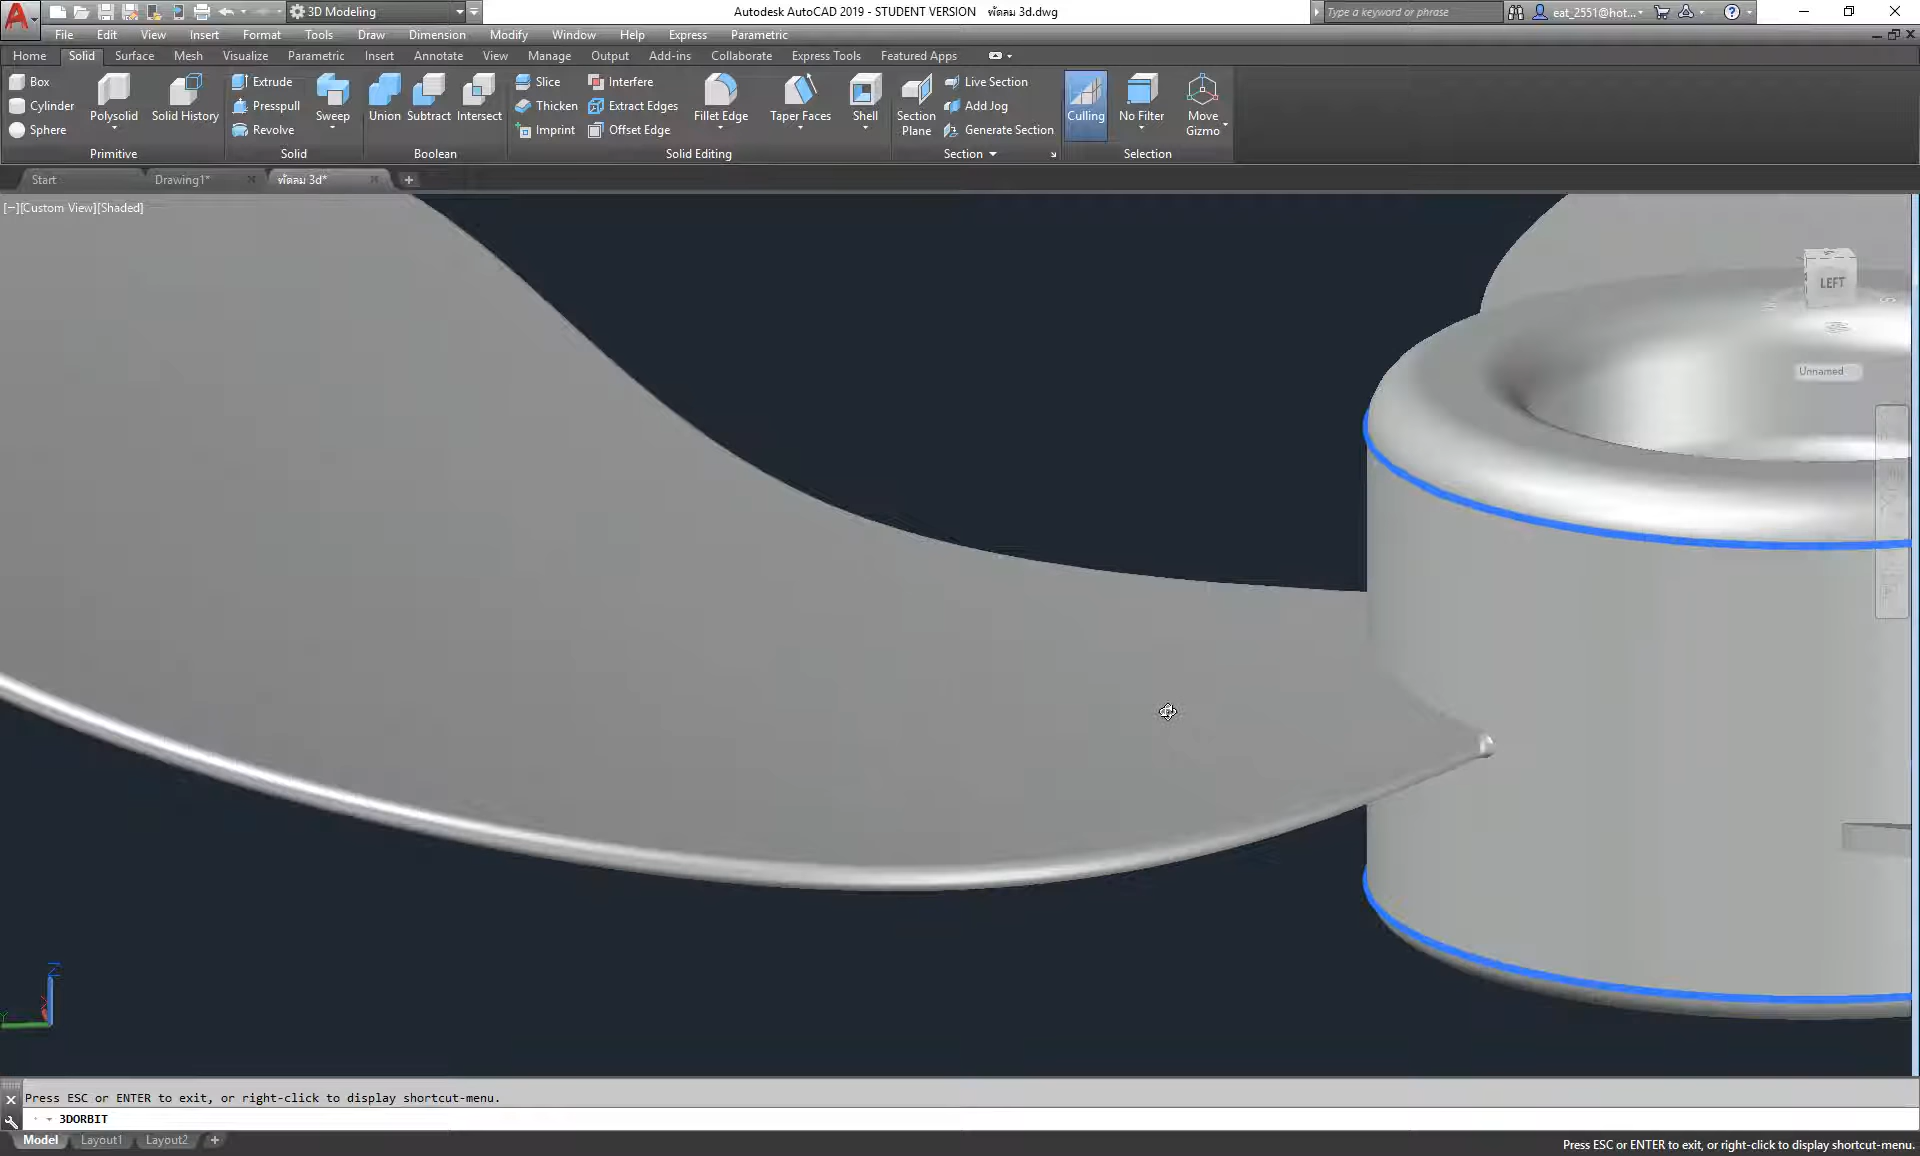 3D Modeling
Autodesk AutoCAD 2019 - STUDENT VERSION พัดลม 3d.dwg
Type a keyword or phrase
eat_2551@hot...
File Edit View Insert Format Tools Draw Dimension Modify Window Help Express Parametric
Home Solid Surface Mesh Visualize Parametric Insert Annotate View Manage Output Add-ins Collaborate Express Tools Featured Apps
Box
Cylinder
Sphere
Polysolid
Solid History
Primitive
Extrude
Presspull
Revolve
Sweep
Solid
Union Subtract Intersect
Boolean
Slice
Thicken
Imprint
Interfere
Extract Edges
Offset Edge
Fillet Edge
Taper Faces
Shell
Solid Editing
Section Plane
Live Section
Add Jog
Generate Section
Section
Culling
No Filter
Move Gizmo
Selection
Start
Drawing1*
พัดลม 3d*
[−][Custom View][Shaded]
LEFT
Unnamed
Z
Press ESC or ENTER to exit, or right-click to display shortcut-menu.
3DORBIT
Model Layout1 Layout2
Press ESC or ENTER to exit, or right-click to display shortcut-menu.